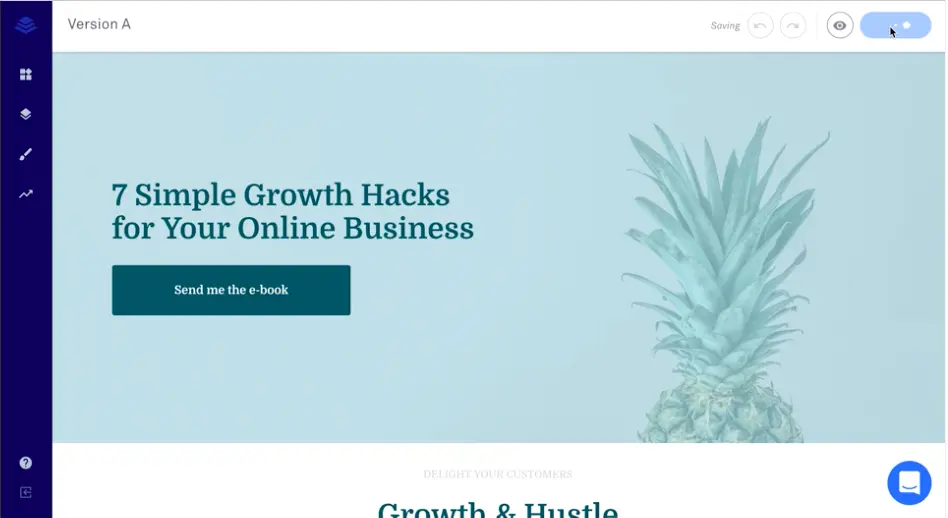 Version A
Saving
7 Simple Growth Hacks
for Your Online Business
Send me the e-book
DELIGHT YOUR CUSTOMERS
Growth & Hustle